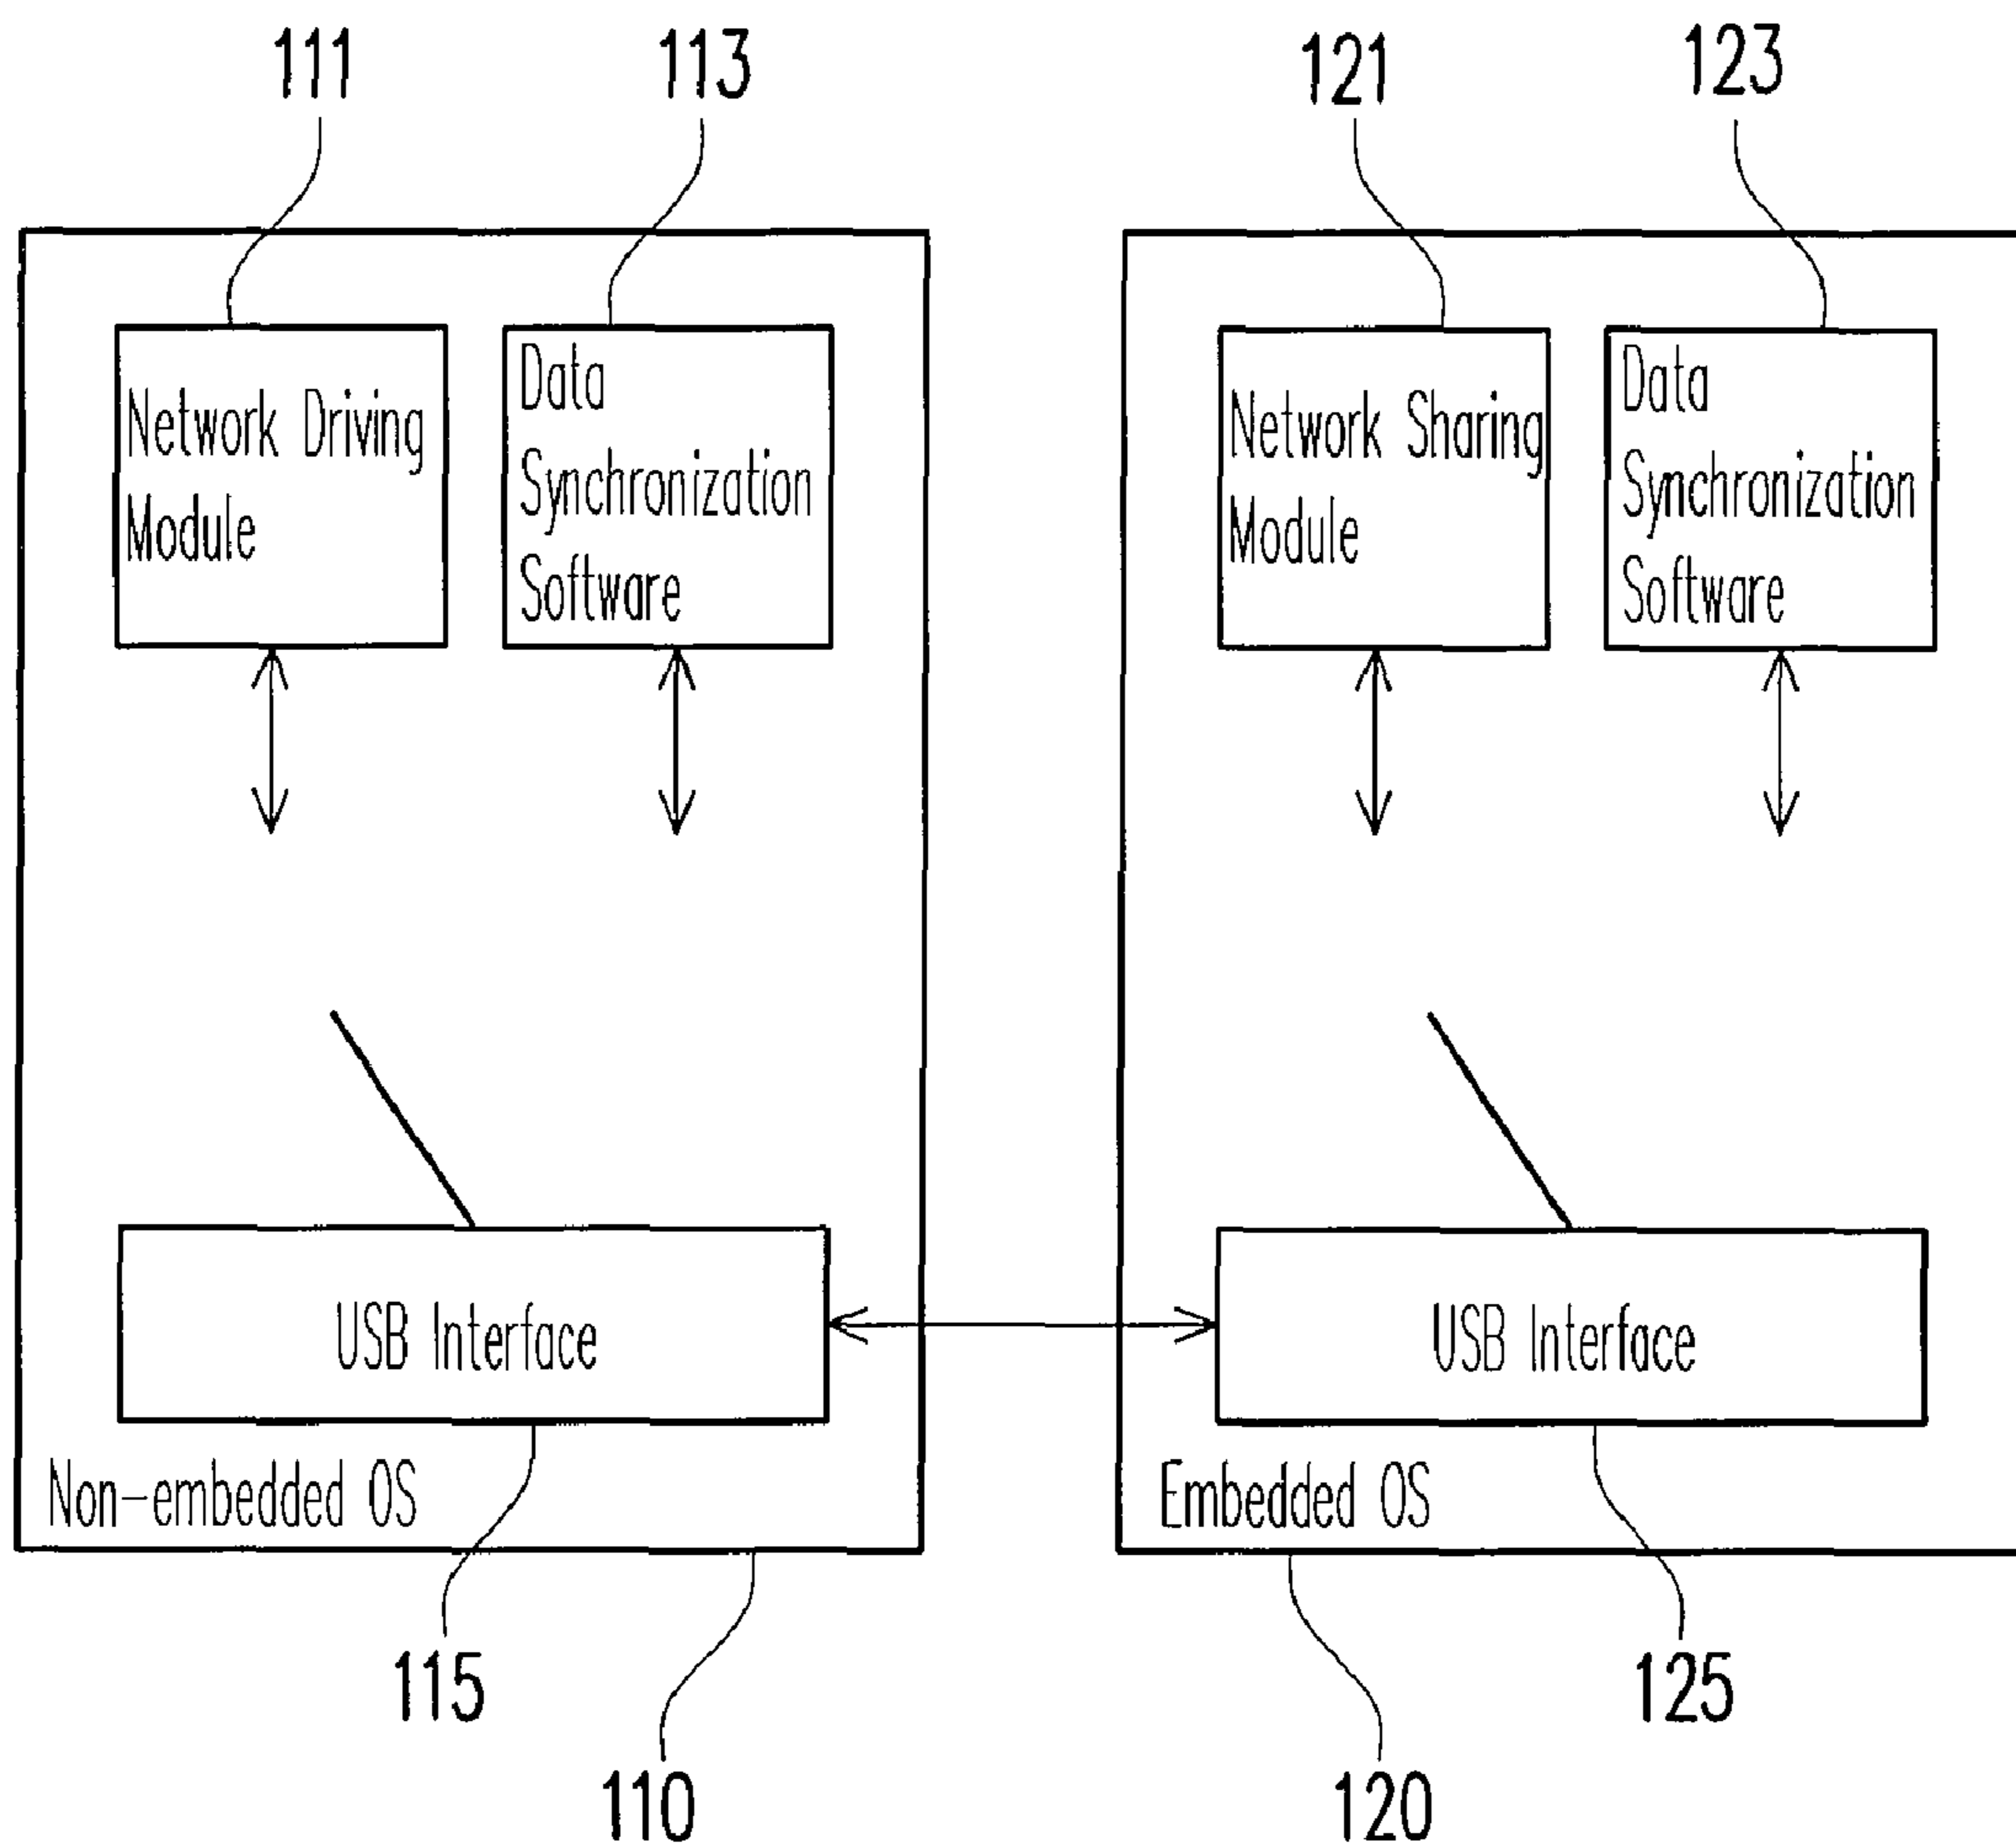 111
113
121
123
Network Driving
Module
Data
Synchronization
Software
Network Sharing
Module
Data
Synchronization
Software
USB Interface
USB Interface
Non-embedded OS
Embedded OS
115
125
110
120